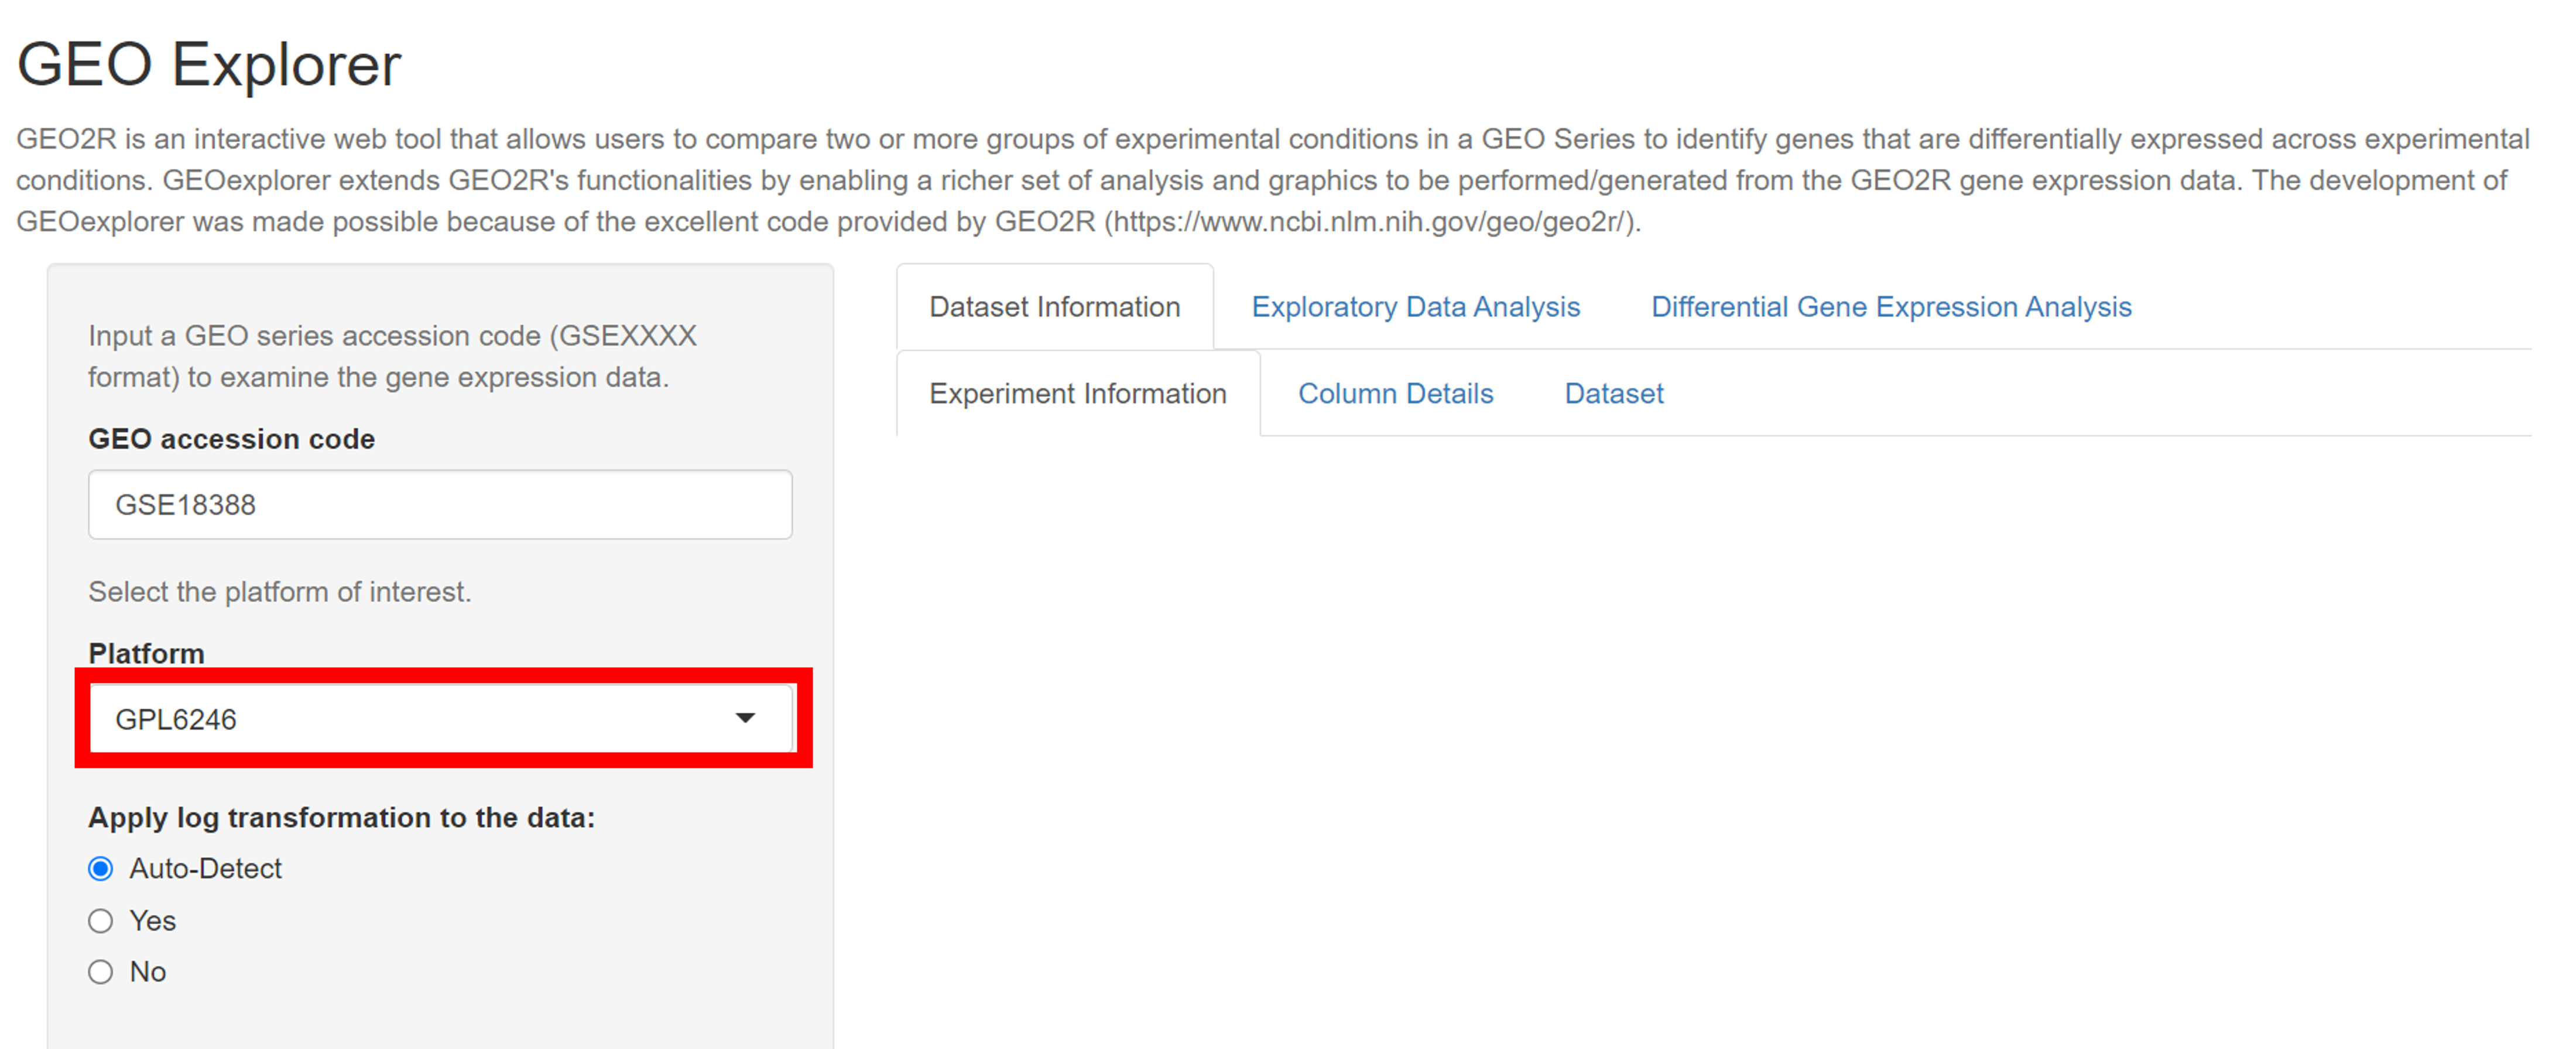 GEO Explorer
GEO2R is an interactive web tool that allows users to compare two or more groups of experimental conditions in a GEO Series to identify genes that are differentially expressed across experimental
conditions. GEOexplorer extends GEO2R's functionalities by enabling a richer set of analysis and graphics to be performed/generated from the GEO2R gene expression data. The development of
GEOexplorer was made possible because of the excellent code provided by GEO2R (https://www.ncbi.nlm.nih.gov/geo/geo2r/).
Input a GEO series accession code (GSEXXXX
format) to examine the gene expression data.
GEO accession code
GSE18388
Select the platform of interest.
Platform
GPL6246
Apply log transformation to the data:
Auto-Detect
Yes
No
Dataset Information Exploratory Data Analysis Differential Gene Expression Analysis
Experiment Information Column Details Dataset